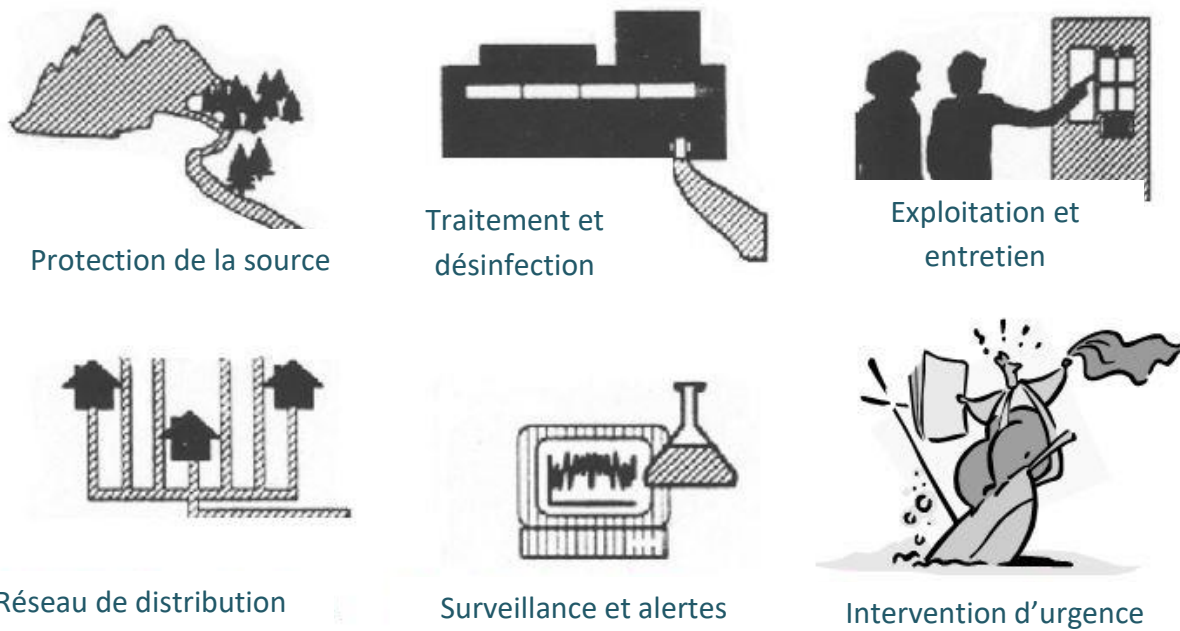 Protection de la source
Traitement et
désinfection
Exploitation et
entretien
Réseau de distribution
Surveillance et alertes
Intervention d’urgence